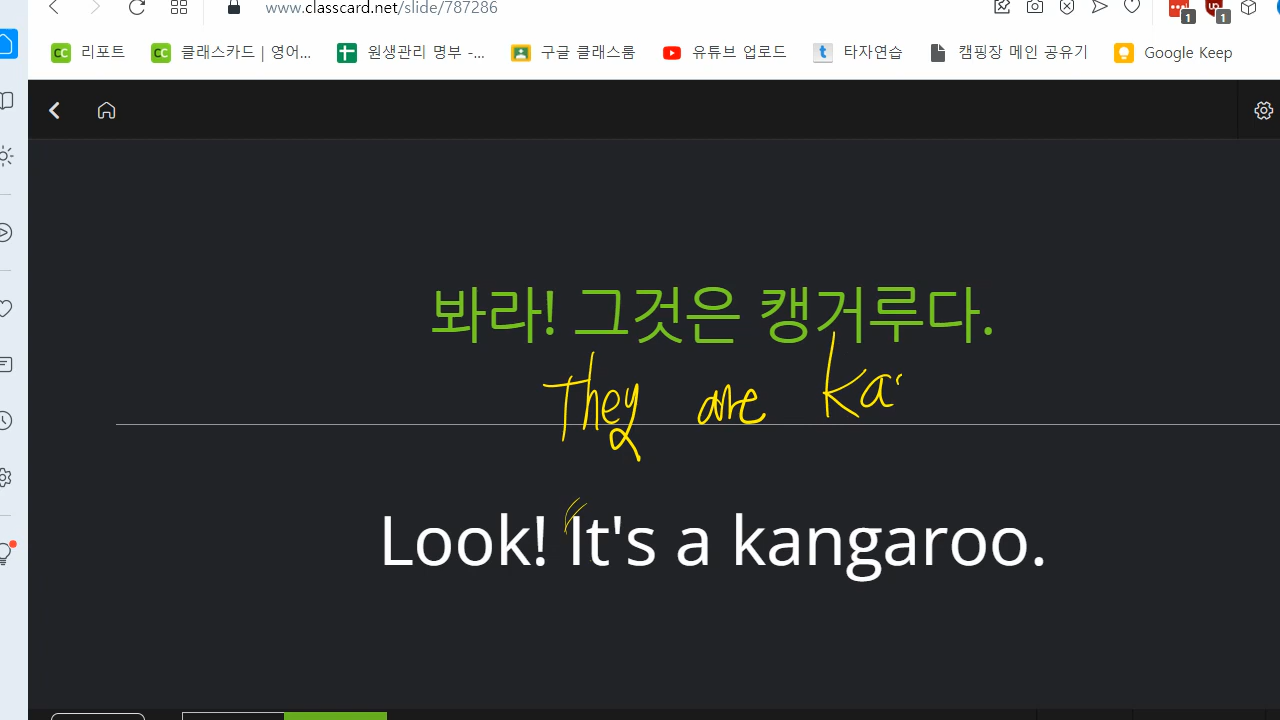 www.classcard.net/slide/787286
1 1
리포트 클래스카드 | 영어... 원생관리 명부 -... 구글 클래스룸 유튜브 업로드 타자연습 캠핑장 메인 공유기 Google Keep
봐라! 그것은 캥거루다.
They are Ka
Look! It's a kangaroo.